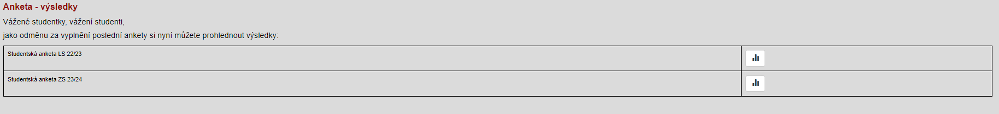 Anketa - výsledky
Vážené studentky, vážení studenti,
jako odměnu za vyplnění poslední ankety si nyní můžete prohlednout výsledky:
Studentská anketa LS 22/23
Studentská anketa ZS 23/24